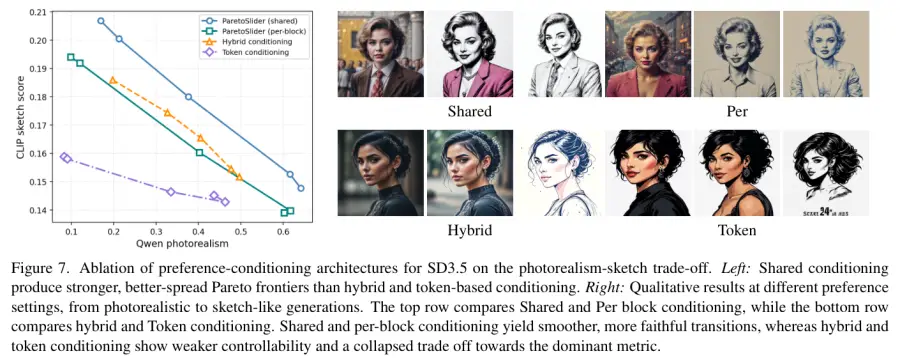 0.21
0.20
0.19
0.18
0.17
0.16
0.15
0.14
CLIP sketch score
0.1 0.2 0.3 0.4 0.5 0.6
Qwen photorealism
ParetoSlider (shared)
ParetoSlider (per-block)
Hybrid conditioning
Token conditioning
Shared Per
Hybrid Token
Figure 7. Ablation of preference-conditioning architectures for SD3.5 on the photorealism-sketch trade-off. Left: Shared conditioning
produce stronger, better-spread Pareto frontiers than hybrid and token-based conditioning. Right: Qualitative results at different preference
settings, from photorealistic to sketch-like generations. The top row compares Shared and Per block conditioning, while the bottom row
compares hybrid and Token conditioning. Shared and per-block conditioning yield smoother, more faithful transitions, whereas hybrid and
token conditioning show weaker controllability and a collapsed trade off towards the dominant metric.